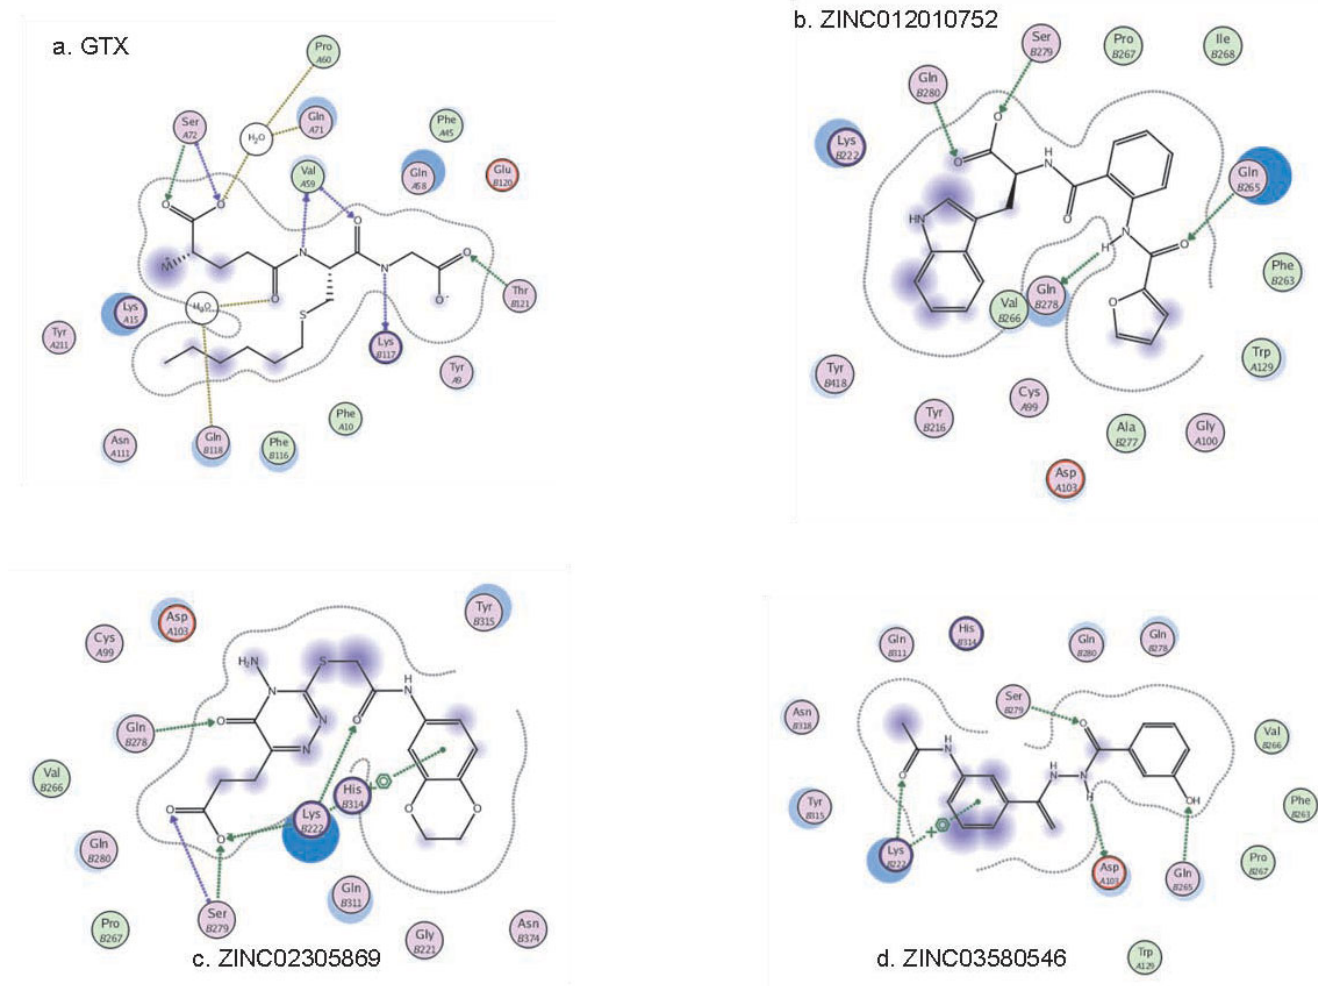 a. GTX
Pro
A60
Ser
A72
H₂O
Gln
A71
Phe
A45
Val
A59
Gln
A68
Glu
B120
O
O
O
N
O
N
O
O-
Thr
B121
Lys
A15
H₂O
O
S
Tyr
A211
Lys
B117
Tyr
A9
Phe
A10
Asn
A111
Gln
B118
Phe
B116
b. ZINC012010752
Ser
B279
Pro
B267
Ile
B268
Gln
B280
Lys
B222
O
O
H
N
O
HN
Gln
B265
H
N
O
Gln
B278
Val
B266
O
Phe
B263
Trp
A129
Tyr
B418
Tyr
B216
Cys
A99
Ala
B277
Gly
A100
Asp
A103
Asp
A103
Cys
A99
Tyr
B315
H₂N
S
N
H
N
O
N
N
O
Gln
B278
Val
B266
His
B314
O
O
Lys
B222
O
O
Gln
B280
Gln
B311
Ser
B279
Pro
B267
Gly
B221
Asn
B374
c. ZINC02305869
Gln
B311
His
B314
Gln
B280
Gln
B278
Ser
B279
Asn
B318
O
N
H
O
H
N
N
H
OH
Val
B266
Phe
B263
Tyr
B315
Lys
B222
Asp
A103
Gln
B265
Pro
B267
Trp
A129
d. ZINC03580546